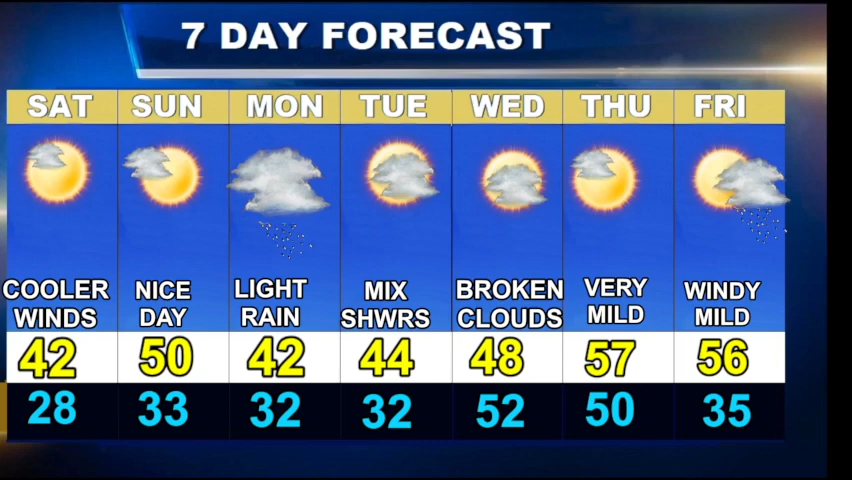 7 DAY FORECAST
SAT SUN MON TUE WED THU FRI
COOLER NICE LIGHT MIX BROKEN VERY WINDY
WINDS DAY RAIN SHWRS CLOUDS MILD MILD
42 50 42 44 48 57 56
28 33 32 32 52 50 35